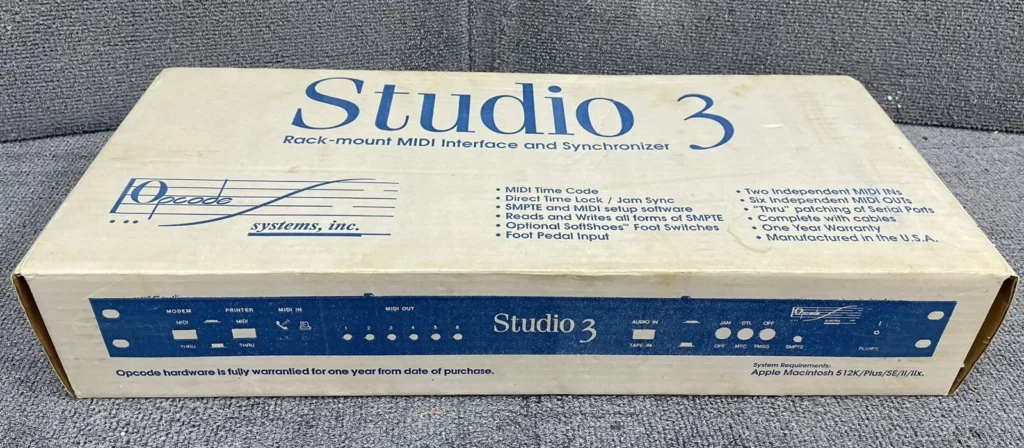 Studio 3
Rack-mount MIDI Interface and Synchronizer
Opcode
systems, inc.
• MIDI Time Code
• Direct Time Lock / Jam Sync
• SMPTE and MIDI setup software
• Reads and Writes all forms of SMPTE
• Optional SoftShoes™ Foot Switches
• Foot Pedal Input
• Two Independent MIDI INs
• Six Independent MIDI OUTs
• "Thru" patching of Serial Ports
• Complete with cables
• One Year Warranty
• Manufactured in the U.S.A.
MODEM PRINTER MIDI IN MIDI OUT
MIDI MIDI
THRU THRU
1 2 3 4 5 6
Studio 3
AUDIO IN
TAPE IN
JAM DTL OFF
OFF MTC FMSG SMPTE
Opcode
POWER
Opcode hardware is fully warrantied for one year from date of purchase.
System Requirements:
Apple Macintosh 512K/Plus/SE/II/IIx.